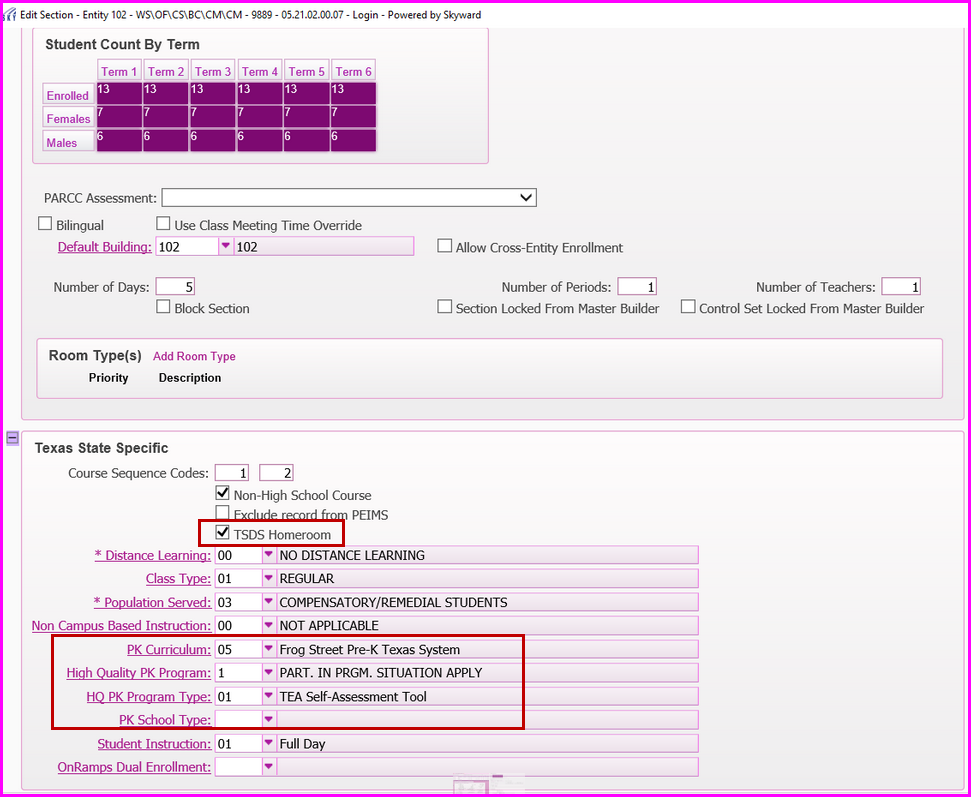 Edit Section - Entity 102 - WS\OF\CS\BC\CM\CM - 9889 - 05.21.02.00.07 - Login - Powered by Skyward
Student Count By Term
Term 1 Term 2 Term 3 Term 4 Term 5 Term 6
Enrolled 13 13 13 13 13 13
Females 7 7 7 7 7 7
Males 6 6 6 6 6 6
PARCC Assessment:
Bilingual Use Class Meeting Time Override
Default Building: 102 102 Allow Cross-Entity Enrollment
Number of Days: 5 Number of Periods: 1 Number of Teachers: 1
Block Section Section Locked From Master Builder Control Set Locked From Master Builder
Room Type(s) Add Room Type
Priority Description
Texas State Specific
Course Sequence Codes: 1 2
Non-High School Course
Exclude record from PEIMS
TSDS Homeroom
* Distance Learning: 00 NO DISTANCE LEARNING
Class Type: 01 REGULAR
* Population Served: 03 COMPENSATORY/REMEDIAL STUDENTS
Non Campus Based Instruction: 00 NOT APPLICABLE
PK Curriculum: 05 Frog Street Pre-K Texas System
High Quality PK Program: 1 PART. IN PRGM. SITUATION APPLY
HQ PK Program Type: 01 TEA Self-Assessment Tool
PK School Type:
Student Instruction: 01 Full Day
OnRamps Dual Enrollment: